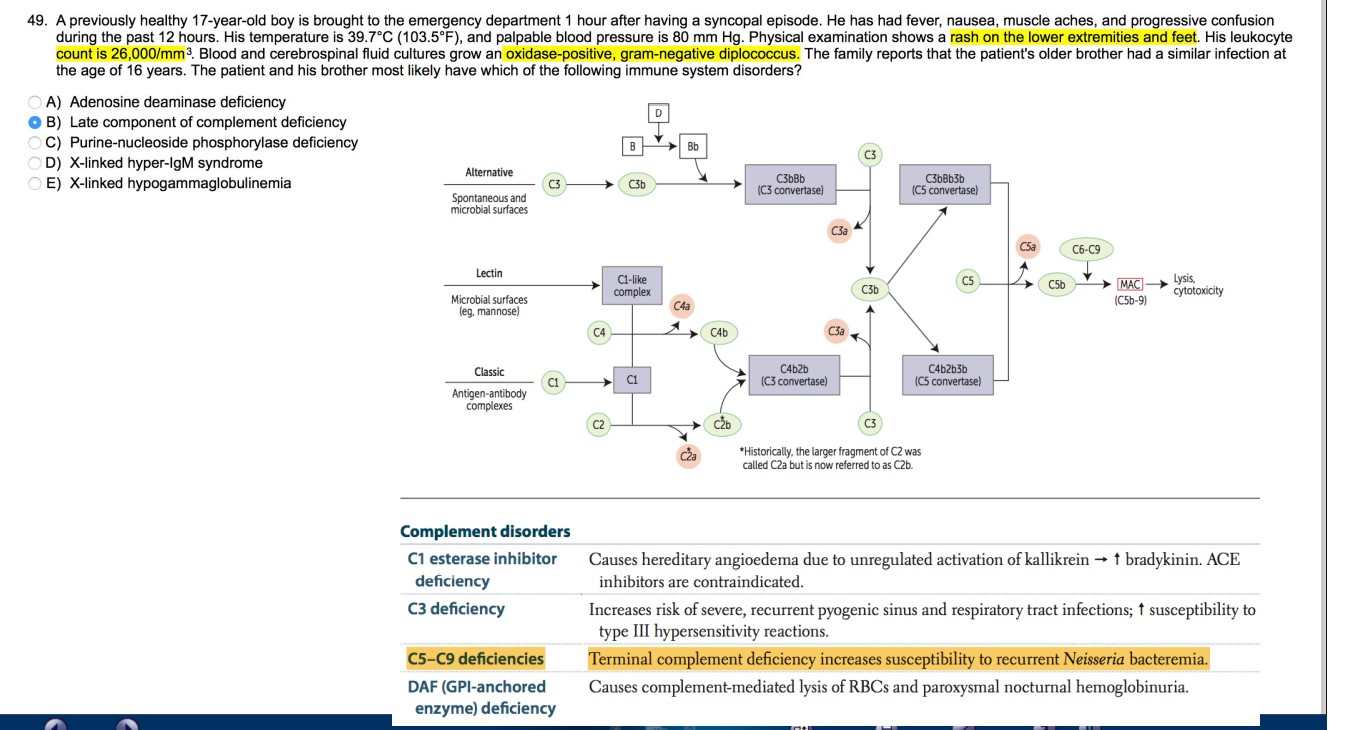 49. A previously healthy 17-year-old boy is brought to the emergency department 1 hour after having a syncopal episode. He has had fever, nausea, muscle aches, and progressive confusion
during the past 12 hours. His temperature is 39.7°C (103.5°F), and palpable blood pressure is 80 mm Hg. Physical examination shows a rash on the lower extremities and feet. His leukocyte
count is 26,000/mm³. Blood and cerebrospinal fluid cultures grow an oxidase-positive, gram-negative diplococcus. The family reports that the patient's older brother had a similar infection at
the age of 16 years. The patient and his brother most likely have which of the following immune system disorders?
A) Adenosine deaminase deficiency
B) Late component of complement deficiency
C) Purine-nucleoside phosphorylase deficiency
D) X-linked hyper-IgM syndrome
E) X-linked hypogammaglobulinemia
D
B
Bb
Alternative
Spontaneous and
microbial surfaces
C3
C3b
C3bBb
(C3 convertase)
C3
C3bBb3b
(C5 convertase)
C3a
C5a
C6-C9
Lectin
Microbial surfaces
(eg, mannose)
C1-like
complex
C4a
C3b
C5
C5b
MAC
(C5b-9)
Lysis,
cytotoxicity
C4
C4b
C3a
Classic
Antigen-antibody
complexes
C1
C1
C4b2b
(C3 convertase)
C4b2b3b
(C5 convertase)
C2
C2b*
C3
C2a*
*Historically, the larger fragment of C2 was
called C2a but is now referred to as C2b.
Complement disorders
C1 esterase inhibitor
deficiency
Causes hereditary angioedema due to unregulated activation of kallikrein → ↑ bradykinin. ACE
inhibitors are contraindicated.
C3 deficiency
Increases risk of severe, recurrent pyogenic sinus and respiratory tract infections; ↑ susceptibility to
type III hypersensitivity reactions.
C5–C9 deficiencies
Terminal complement deficiency increases susceptibility to recurrent Neisseria bacteremia.
DAF (GPI-anchored
enzyme) deficiency
Causes complement-mediated lysis of RBCs and paroxysmal nocturnal hemoglobinuria.